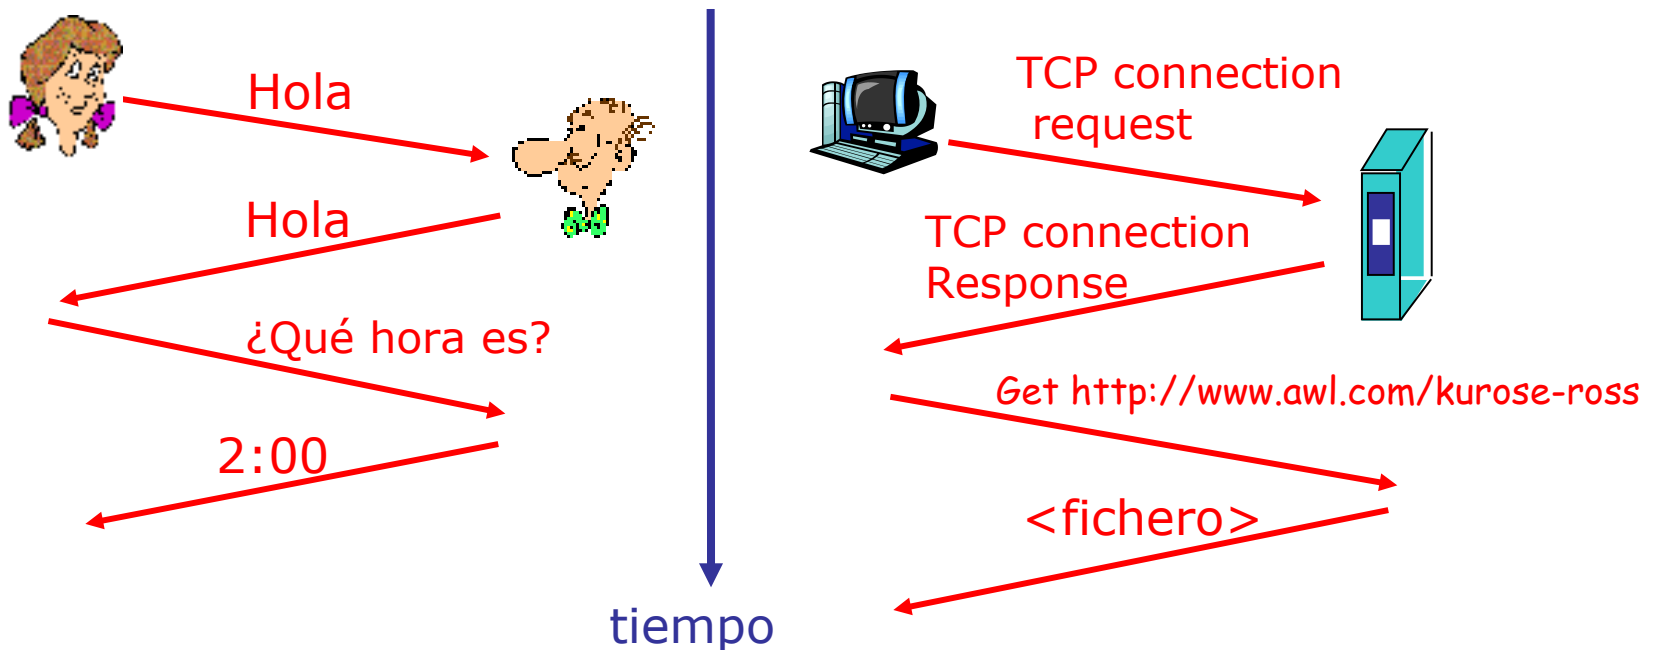 Hola
Hola
¿Qué hora es?
2:00
tiempo
TCP connection
request
TCP connection
Response
Get http://www.awl.com/kurose-ross
<fichero>